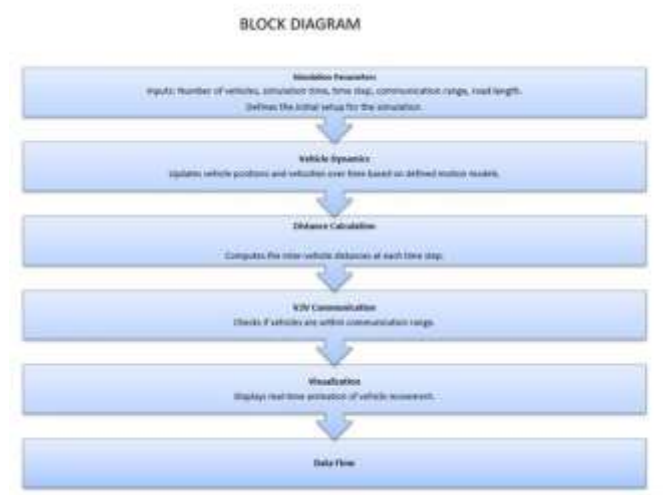 BLOCK DIAGRAM
Simulation Parameters
Inputs: Number of vehicles, simulation time, time step, communication range, road length.
Defines the initial setup for the simulation.
Vehicle Dynamics
Updates vehicle positions and velocities over time based on defined motion models.
Distance Calculation
Computes the inter-vehicle distances at each time step.
V2V Communication
Checks if vehicles are within communication range.
Visualization
Displays real-time animation of vehicle movement.
Data Flow